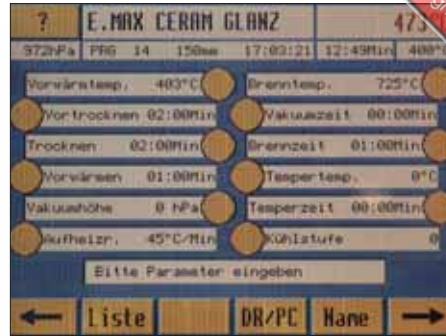 ? E.MAX CERAM GLANZ 473°C
972hPa PRG 14 150mm 17:03:21 12:49Min 400°
Vorwärmtemp. 403°C Brenntemp. 725°C
Vortrocknen 02:00Min Vakuumzeit 00:00Min
Trocknen 02:00Min Brennzeit 01:00Min
Vorwärmen 01:00Min Tempertemp. 0°C
Vakuumhöhe 0 hPa Temperzeit 00:00Min
Aufheizr. 45°C/Min Kühlstufe 0
Bitte Parameter eingeben
Liste DR/PC Name